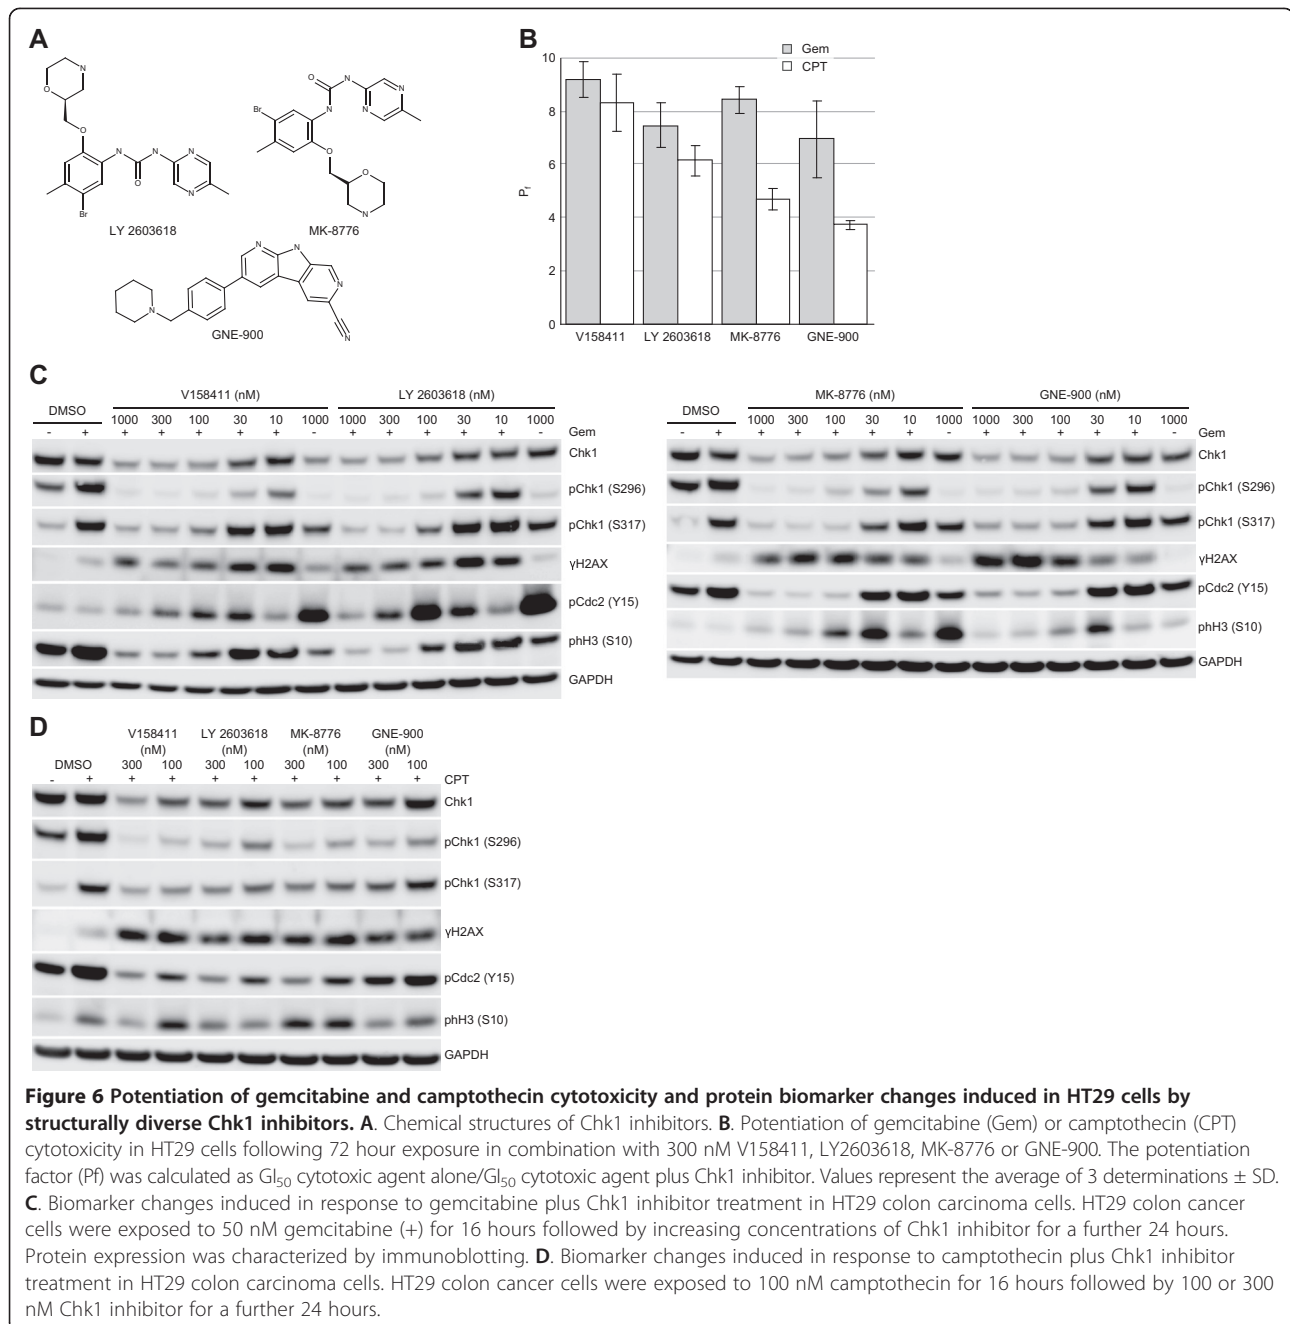 A
N
O
O
N
N
O
N
N
Br
LY 2603618
O
N
N
N
N
Br
O
O
N
MK-8776
N
N
N
N
N
GNE-900
B
Gem
CPT
10
8
6
4
2
0
Pf
V158411 LY 2603618 MK-8776 GNE-900
C
DMSO V158411 (nM) LY 2603618 (nM)
1000 300 100 30 10 1000 1000 300 100 30 10 1000
- + + + + + + - + + + + + - Gem
Chk1
pChk1 (S296)
pChk1 (S317)
γH2AX
pCdc2 (Y15)
phH3 (S10)
GAPDH
DMSO MK-8776 (nM) GNE-900 (nM)
1000 300 100 30 10 1000 1000 300 100 30 10 1000
- + + + + + + - + + + + + - Gem
Chk1
pChk1 (S296)
pChk1 (S317)
γH2AX
pCdc2 (Y15)
phH3 (S10)
GAPDH
D
V158411 LY 2603618 MK-8776 GNE-900
(nM) (nM) (nM) (nM)
DMSO 300 100 300 100 300 100 300 100
- + + + + + + + + + CPT
Chk1
pChk1 (S296)
pChk1 (S317)
γH2AX
pCdc2 (Y15)
phH3 (S10)
GAPDH
Figure 6 Potentiation of gemcitabine and camptothecin cytotoxicity and protein biomarker changes induced in HT29 cells by
structurally diverse Chk1 inhibitors. A. Chemical structures of Chk1 inhibitors. B. Potentiation of gemcitabine (Gem) or camptothecin (CPT)
cytotoxicity in HT29 cells following 72 hour exposure in combination with 300 nM V158411, LY2603618, MK-8776 or GNE-900. The potentiation
factor (Pf) was calculated as GI50 cytotoxic agent alone/GI50 cytotoxic agent plus Chk1 inhibitor. Values represent the average of 3 determinations ± SD.
C. Biomarker changes induced in response to gemcitabine plus Chk1 inhibitor treatment in HT29 colon carcinoma cells. HT29 colon cancer
cells were exposed to 50 nM gemcitabine (+) for 16 hours followed by increasing concentrations of Chk1 inhibitor for a further 24 hours.
Protein expression was characterized by immunoblotting. D. Biomarker changes induced in response to camptothecin plus Chk1 inhibitor
treatment in HT29 colon carcinoma cells. HT29 colon cancer cells were exposed to 100 nM camptothecin for 16 hours followed by 100 or 300
nM Chk1 inhibitor for a further 24 hours.